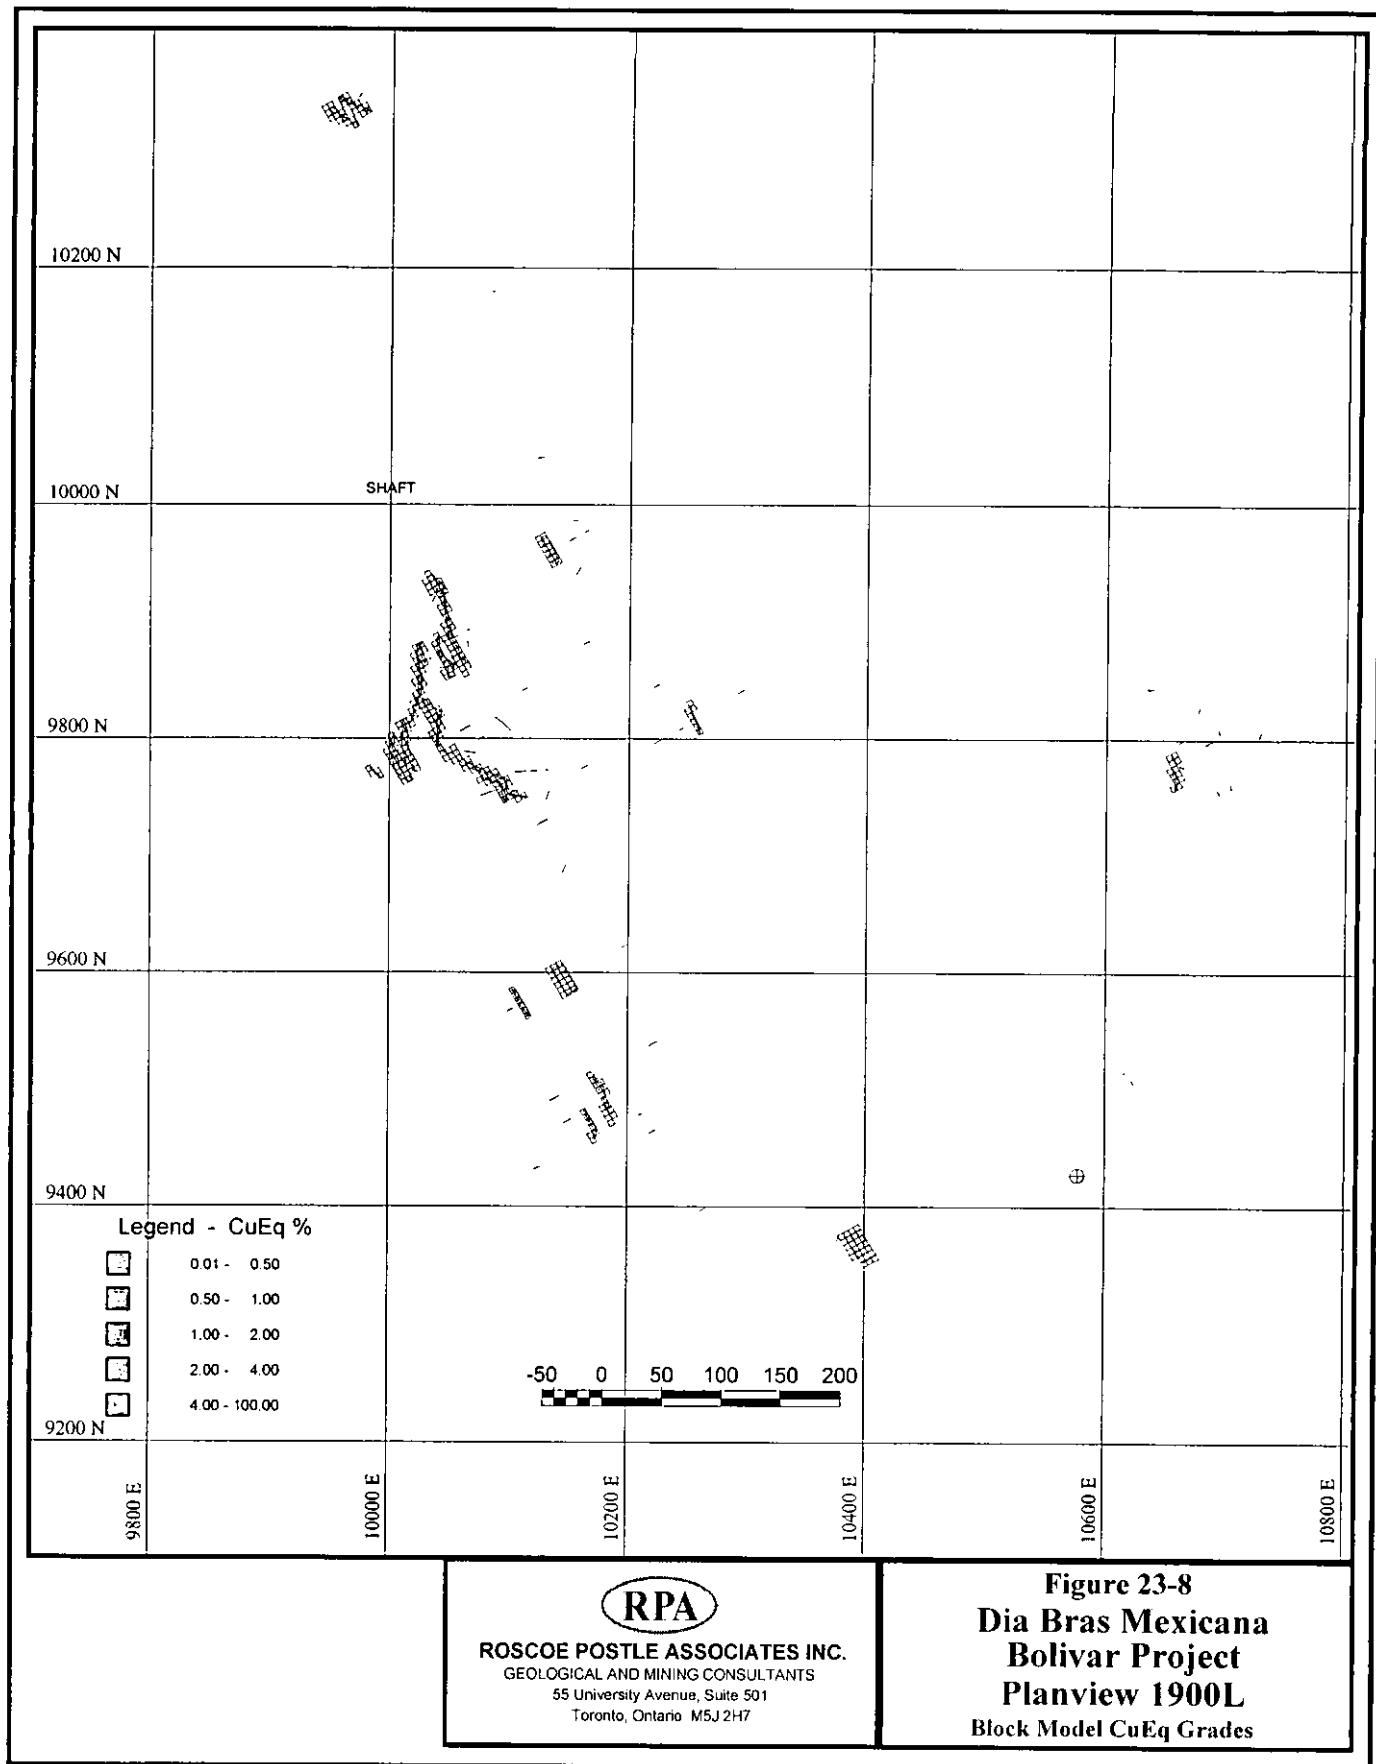 10200 N
10000 N
SHAFT
9800 N
9600 N
9400 N
Legend - CuEq %
0.01 - 0.50
0.50 - 1.00
1.00 - 2.00
2.00 - 4.00
4.00 - 100.00
-50 0 50 100 150 200
9200 N
9800 E
10000 E
10200 E
10400 E
10600 E
10800 E
RPA
ROSCOE POSTLE ASSOCIATES INC.
GEOLOGICAL AND MINING CONSULTANTS
55 University Avenue, Suite 501
Toronto, Ontario M5J 2H7
Figure 23-8
Dia Bras Mexicana
Bolivar Project
Planview 1900L
Block Model CuEq Grades